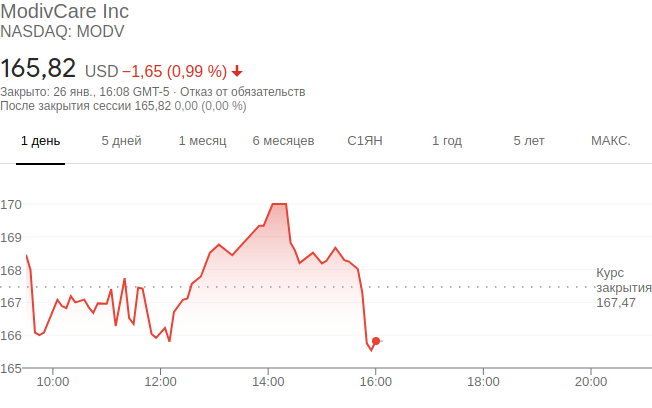 ModivCare Inc
NASDAQ: MODV
165,82 USD −1,65 (0,99 %)
Закрыто: 26 янв., 16:08 GMT-5 · Отказ от обязательств
После закрытия сессии 165,82 0,00 (0,00 %)
1 день 5 дней 1 месяц 6 месяцев С1ЯН 1 год 5 лет МАКС.
170
169
168
167
166
165
Курс
закрытия
167,47
10:00 12:00 14:00 16:00 18:00 20:00